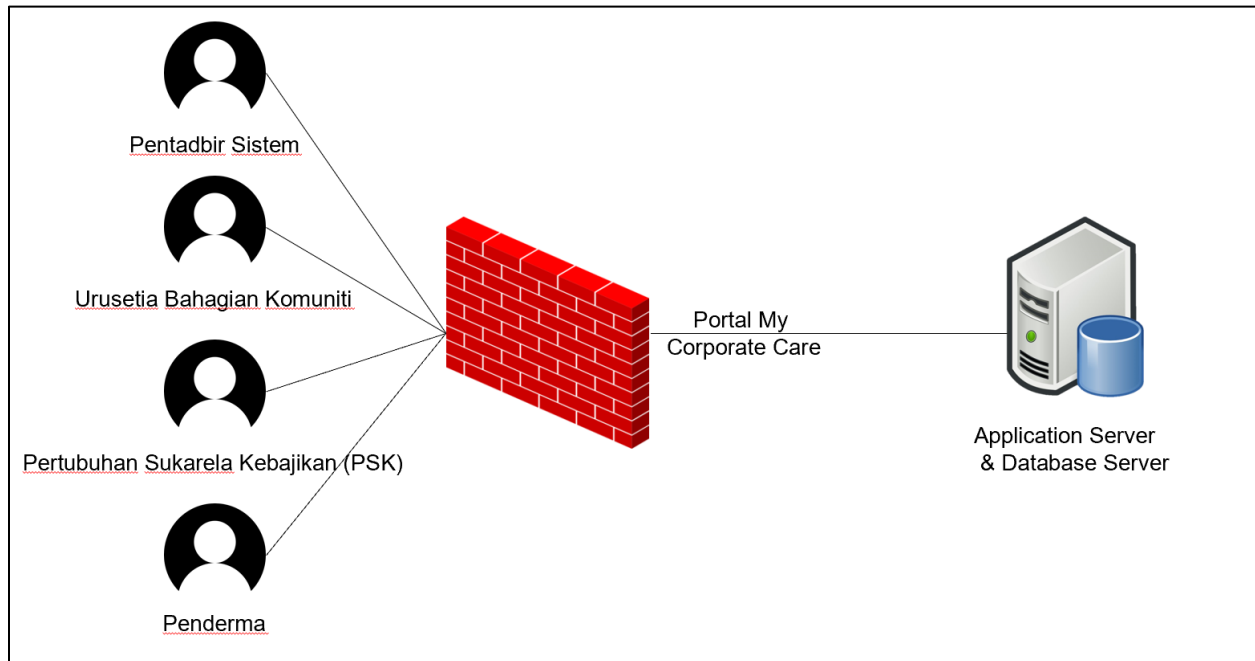 Pentadbir Sistem
Urusetia Bahagian Komuniti
Pertubuhan Sukarela Kebajikan (PSK)
Penderma
Portal My
Corporate Care
Application Server
& Database Server